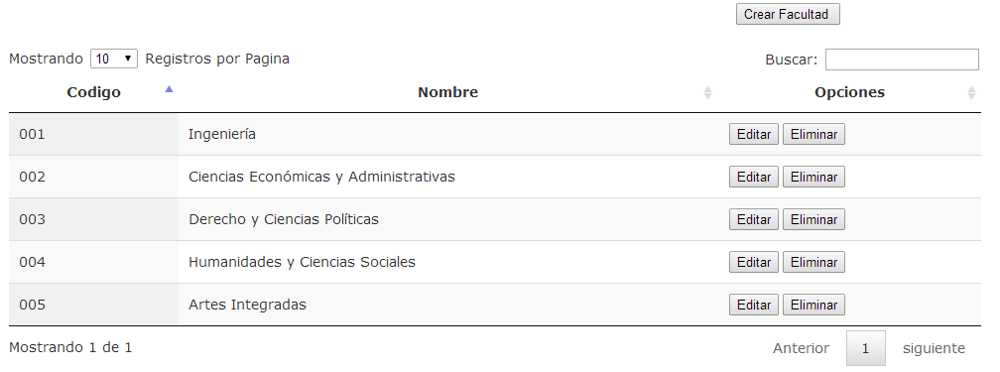 Crear Facultad
Mostrando 10 Registros por Pagina Buscar:
Codigo Nombre Opciones
001 Ingeniería Editar Eliminar
002 Ciencias Económicas y Administrativas Editar Eliminar
003 Derecho y Ciencias Políticas Editar Eliminar
004 Humanidades y Ciencias Sociales Editar Eliminar
005 Artes Integradas Editar Eliminar
Mostrando 1 de 1 Anterior 1 siguiente